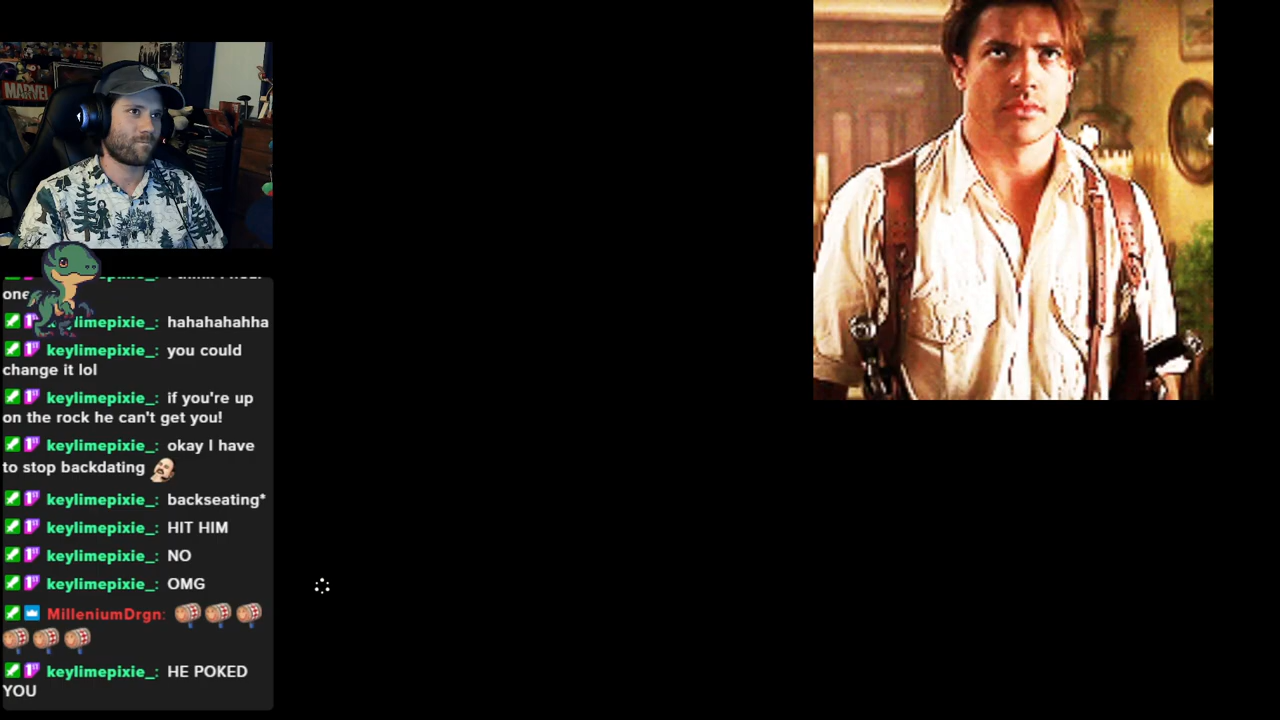 MARVEL
one
keylimepixie_: hahahahahha
keylimepixie_: you could
change it lol
keylimepixie_: if you're up
on the rock he can't get you!
keylimepixie_: okay I have
to stop backdating
keylimepixie_: backseating*
keylimepixie_: HIT HIM
keylimepixie_: NO
keylimepixie_: OMG
MilleniumDrgn:
keylimepixie_: HE POKED
YOU